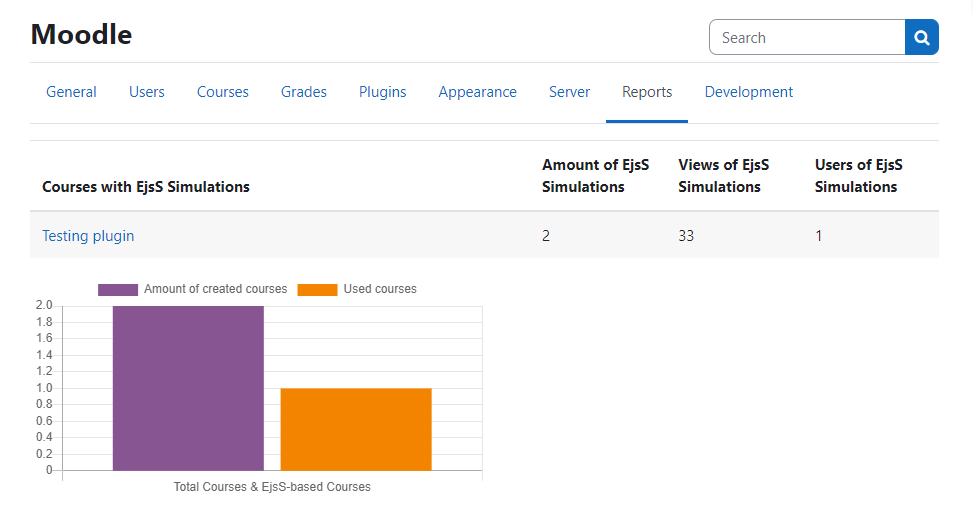 Moodle
Search
General Users Courses Grades Plugins Appearance Server Reports Development
Courses with EjsS Simulations
Amount of EjsS
Simulations
Views of EjsS
Simulations
Users of EjsS
Simulations
Testing plugin 2 33 1
Amount of created courses Used courses
2.0
1.8
1.6
1.4
1.2
1.0
0.8
0.6
0.4
0.2
0
Total Courses & EjsS-based Courses